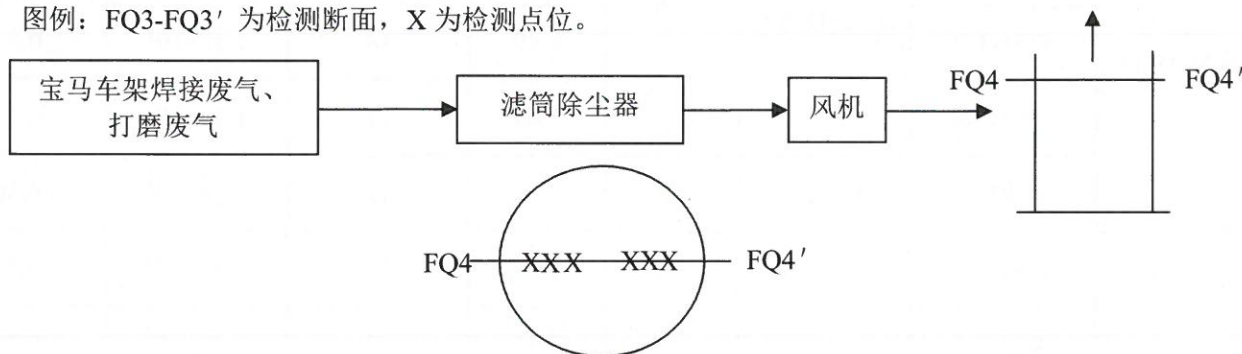 图例：FQ3-FQ3′ 为检测断面，X 为检测点位。
宝马车架焊接废气、
打磨废气
滤筒除尘器
风机
FQ4
FQ4′
FQ4
XXX
XXX
FQ4′